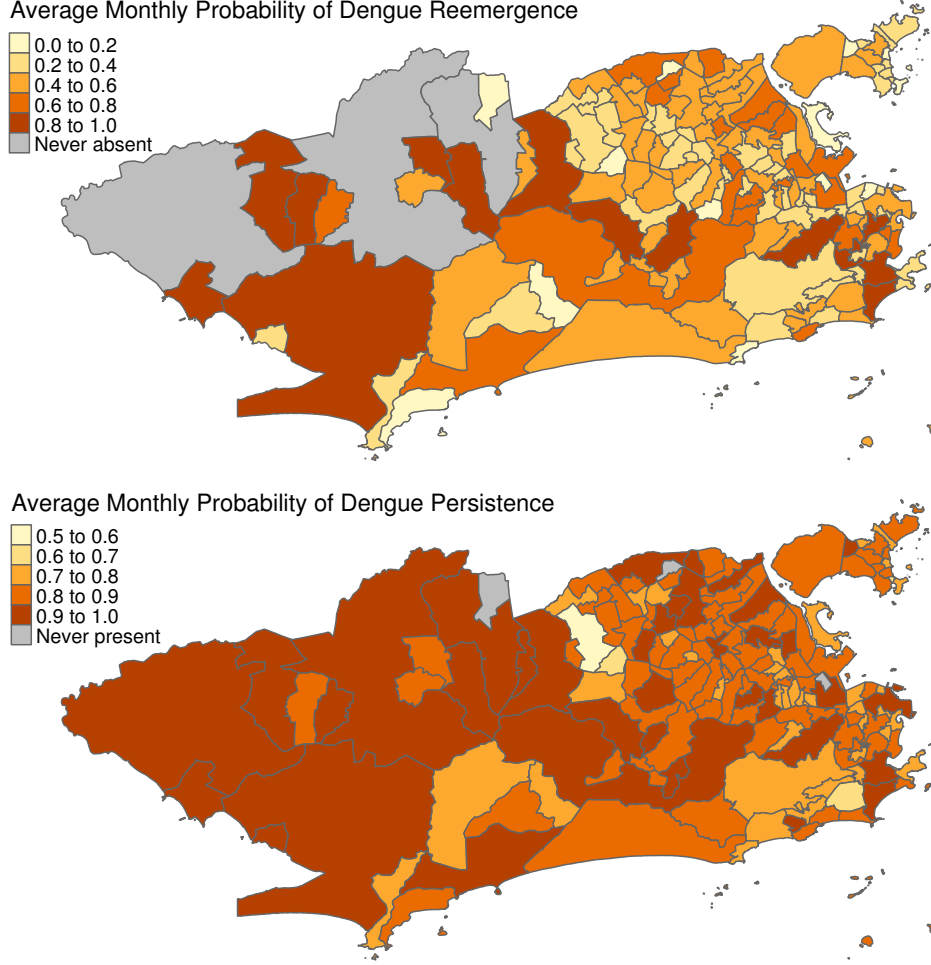 Average Monthly Probability of Dengue Reemergence
0.0 to 0.2
0.2 to 0.4
0.4 to 0.6
0.6 to 0.8
0.8 to 1.0
Never absent
Average Monthly Probability of Dengue Persistence
0.5 to 0.6
0.6 to 0.7
0.7 to 0.8
0.8 to 0.9
0.9 to 1.0
Never present